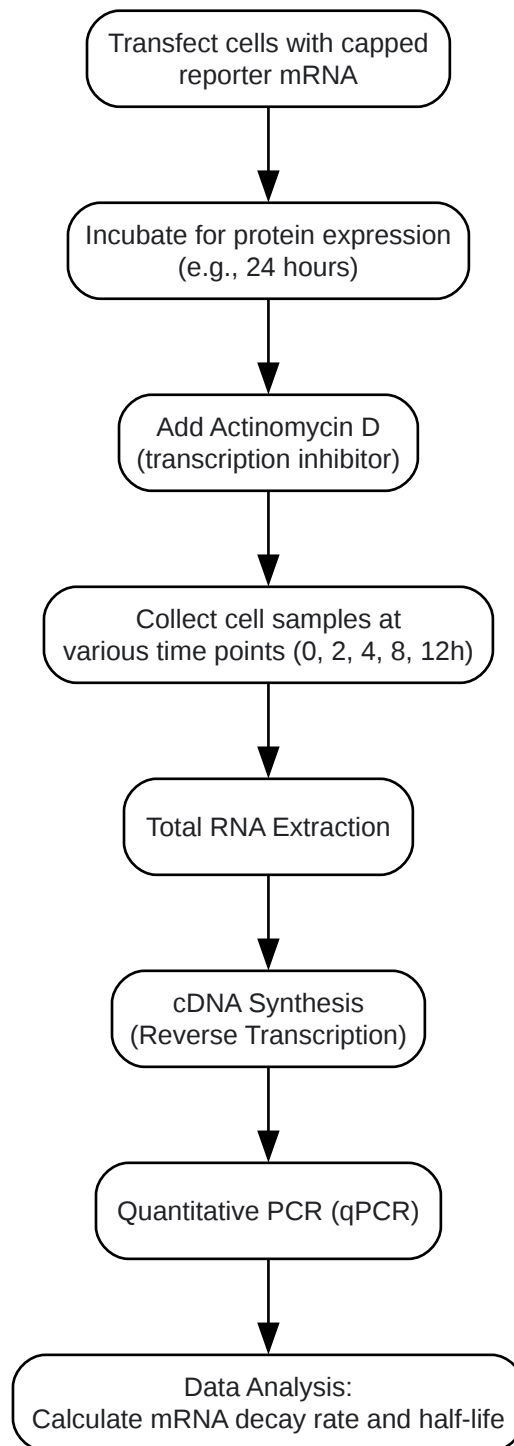 Transfect cells with capped
reporter mRNA
Incubate for protein expression
(e.g., 24 hours)
Add Actinomycin D
(transcription inhibitor)
Collect cell samples at
various time points (0, 2, 4, 8, 12h)
Total RNA Extraction
cDNA Synthesis
(Reverse Transcription)
Quantitative PCR (qPCR)
Data Analysis:
Calculate mRNA decay rate and half-life